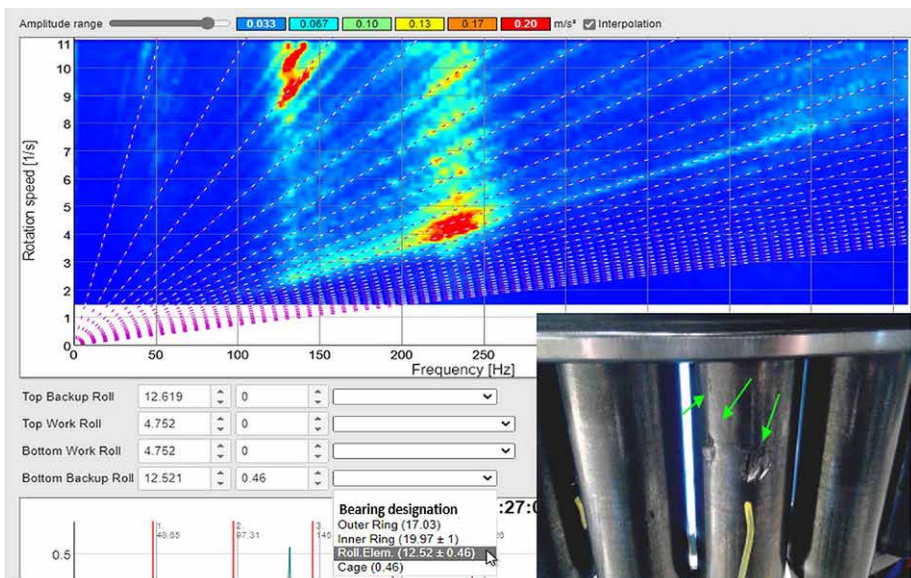 Amplitude range 0.033 0.067 0.10 0.13 0.17 0.20 m/s² Interpolation
11
10
9
8
7
6
5
4
3
2
1
0
Rotation speed [1/s]
0 50 100 150 200 250
Frequency [Hz]
Top Backup Roll 12.619 0
Top Work Roll 4.752 0
Bottom Work Roll 4.752 0
Bottom Backup Roll 12.521 0.46
Bearing designation
Outer Ring (17.03)
Inner Ring (19.97 ± 1)
Roll.Elem. (12.52 ± 0.46)
Cage (0.46)
:27:0
1. 2. 3.
48.65 97.31 145
0.5